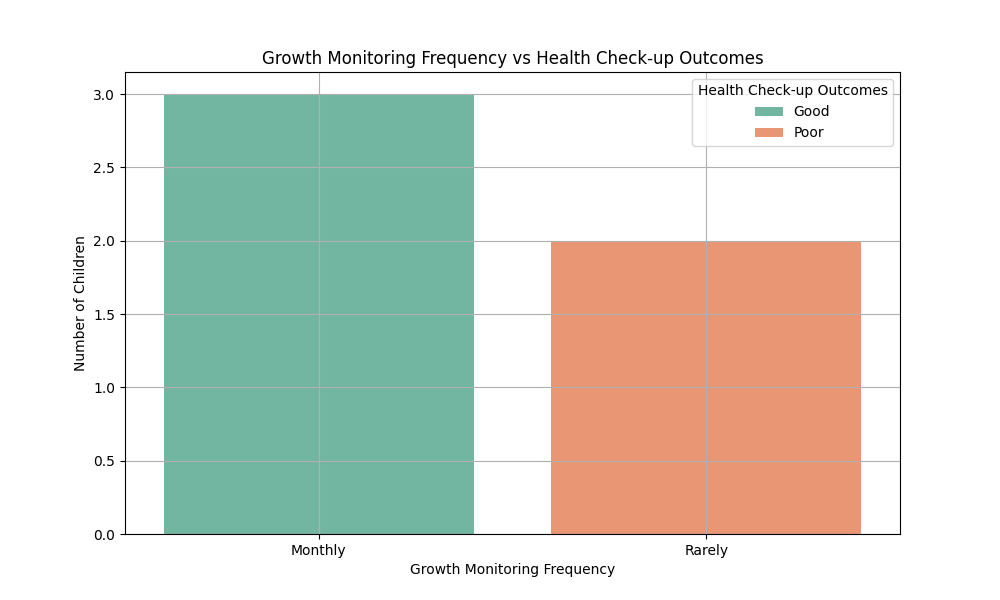 Growth Monitoring Frequency vs Health Check-up Outcomes
Health Check-up Outcomes
Good
Poor
Number of Children
3.0
2.5
2.0
1.5
1.0
0.5
0.0
Monthly
Rarely
Growth Monitoring Frequency